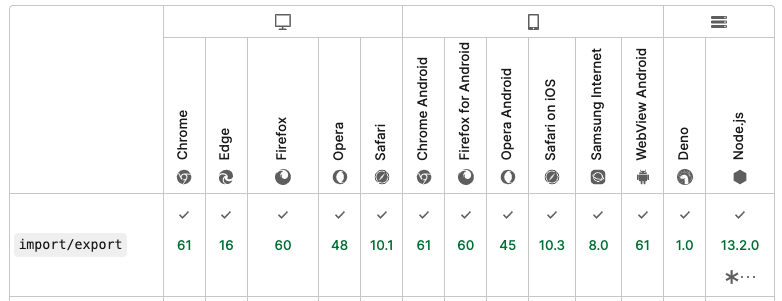 Chrome
Edge
Firefox
Opera
Safari
Chrome Android
Firefox for Android
Opera Android
Safari on iOS
Samsung Internet
WebView Android
Deno
Node.js
import/export
61
16
60
48
10.1
61
60
45
10.3
8.0
61
1.0
13.2.0